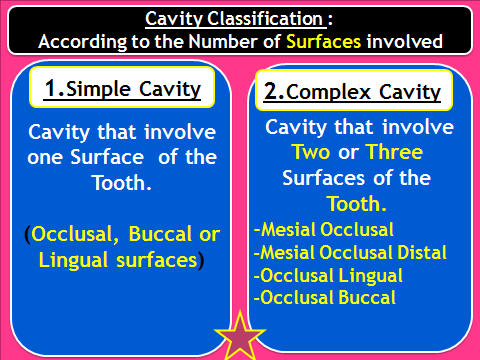 Cavity Classification :
According to the Number of Surfaces involved
1.Simple Cavity
Cavity that involve
one Surface of the
Tooth.
(Occlusal, Buccal or
Lingual surfaces)
2.Complex Cavity
Cavity that involve
Two or Three
Surfaces of the
Tooth.
-Mesial Occlusal
-Mesial Occlusal Distal
-Occlusal Lingual
-Occlusal Buccal